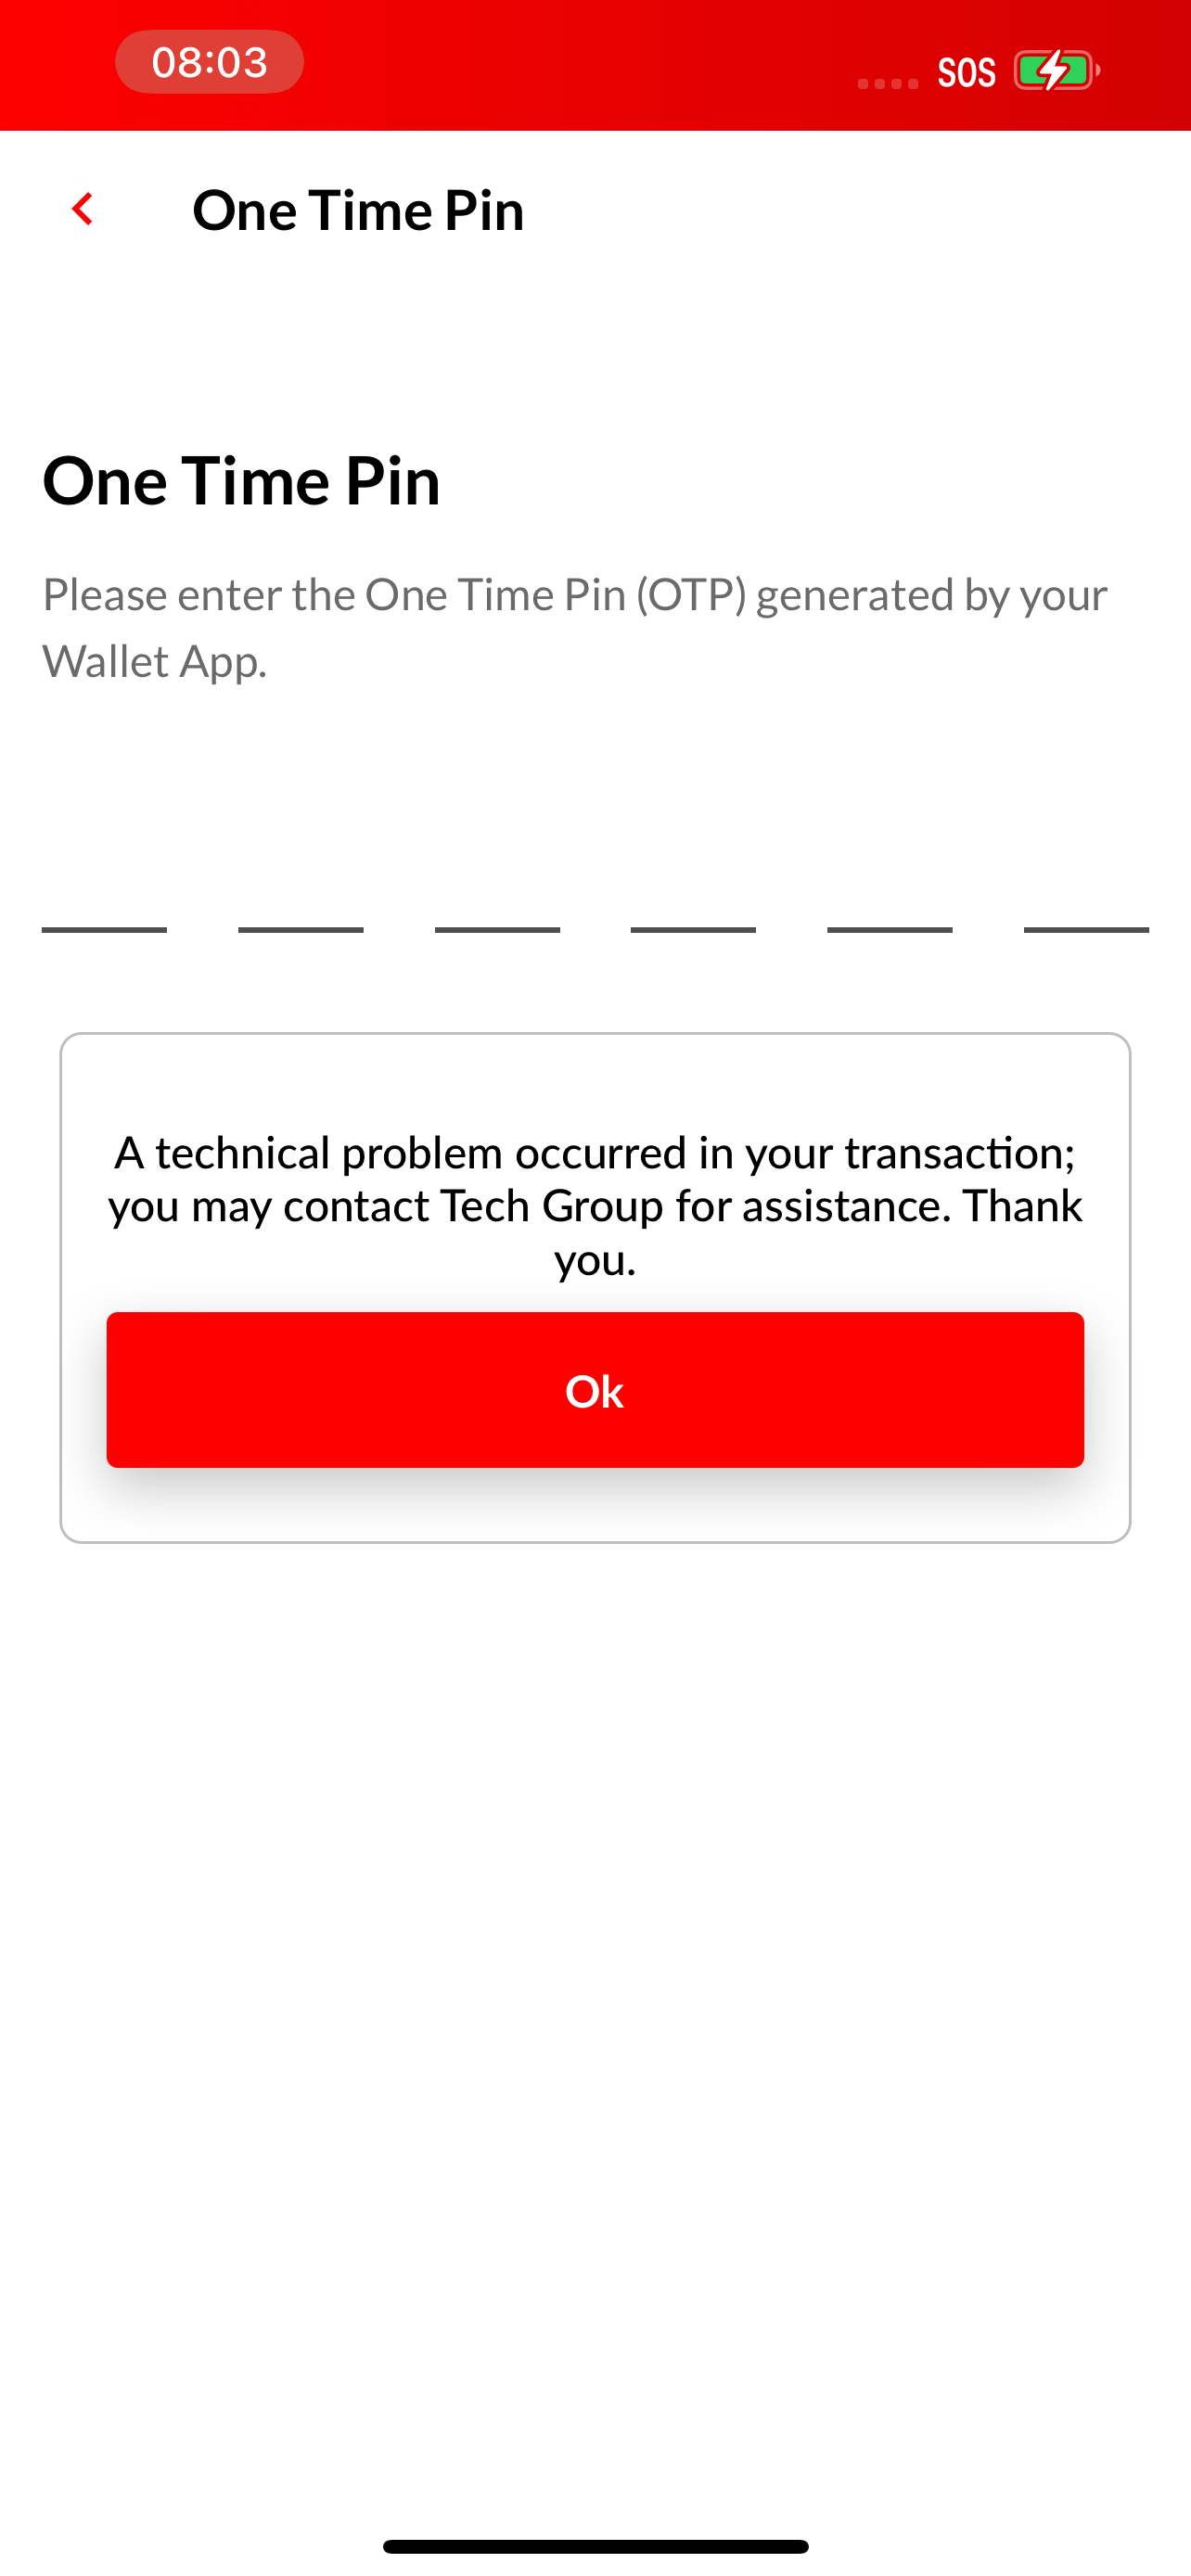 08:03
SOS
One Time Pin
One Time Pin
Please enter the One Time Pin (OTP) generated by your
Wallet App.
A technical problem occurred in your transaction;
you may contact Tech Group for assistance. Thank
you.
Ok